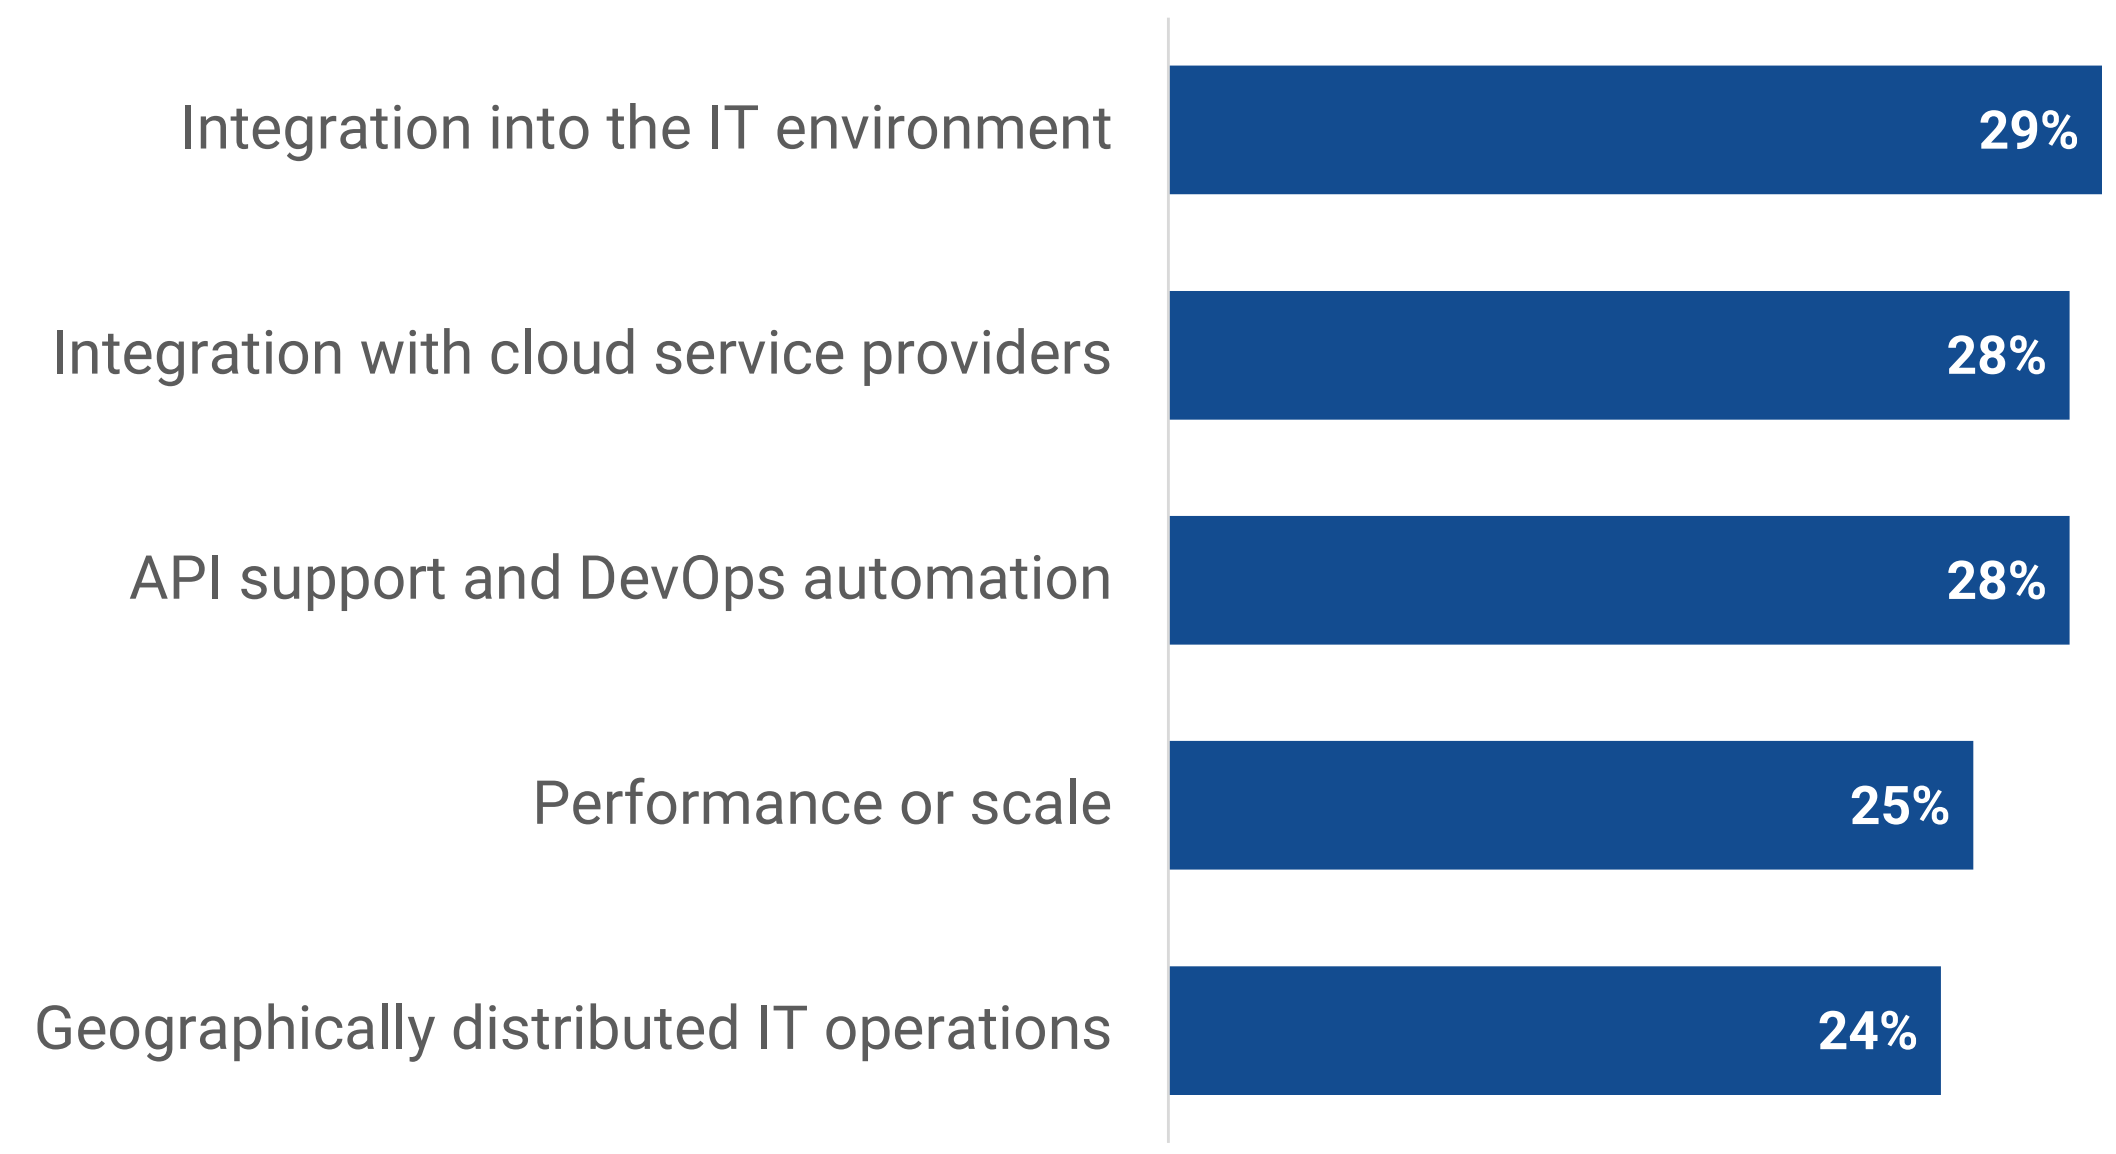 Integration into the IT environment 29%
Integration with cloud service providers 28%
API support and DevOps automation 28%
Performance or scale 25%
Geographically distributed IT operations 24%